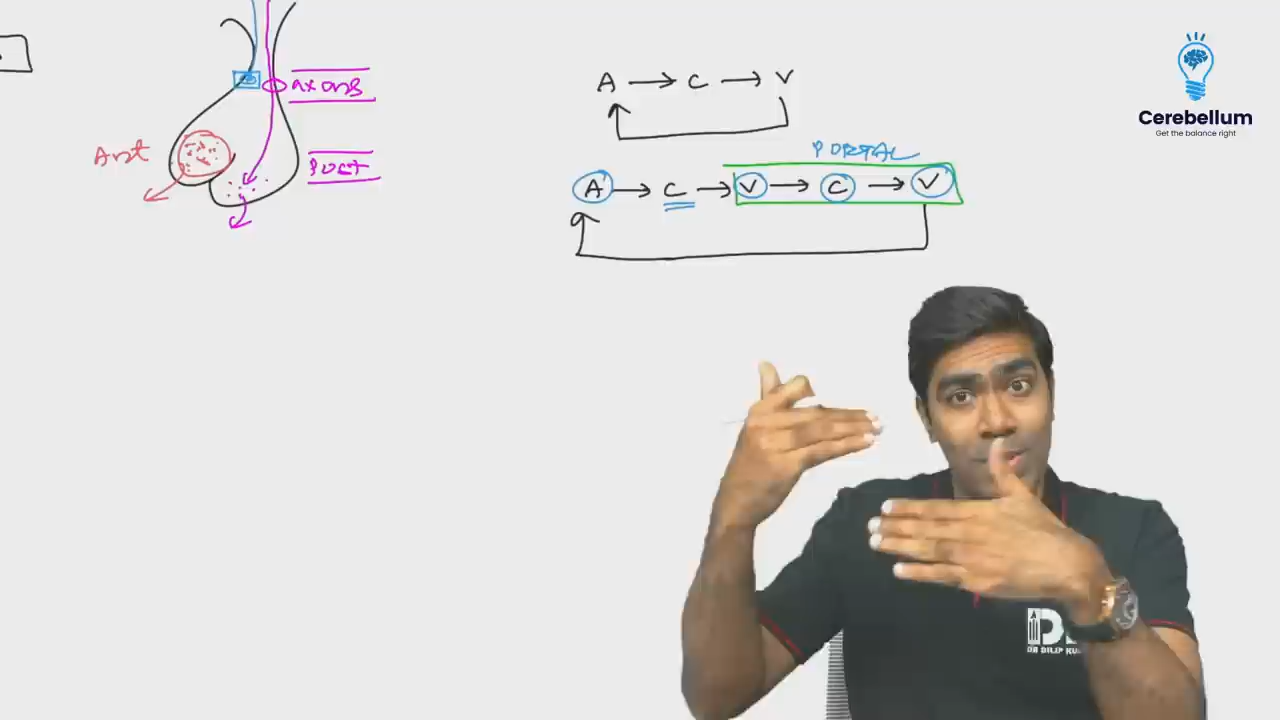 axons
Ant
Post
A → C → V
PORTAL
A → C → V → C → V
Cerebellum
Get the balance right